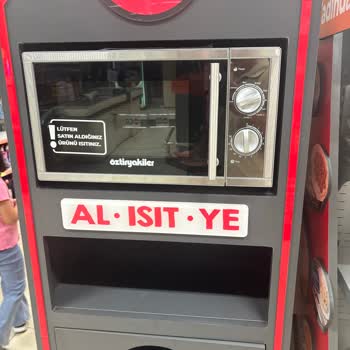 LÜTFEN
SATIN ALDIĞINIZ
ÜRÜNÜ ISITINIZ.
öztiryakiler
AL · ISIT · YE